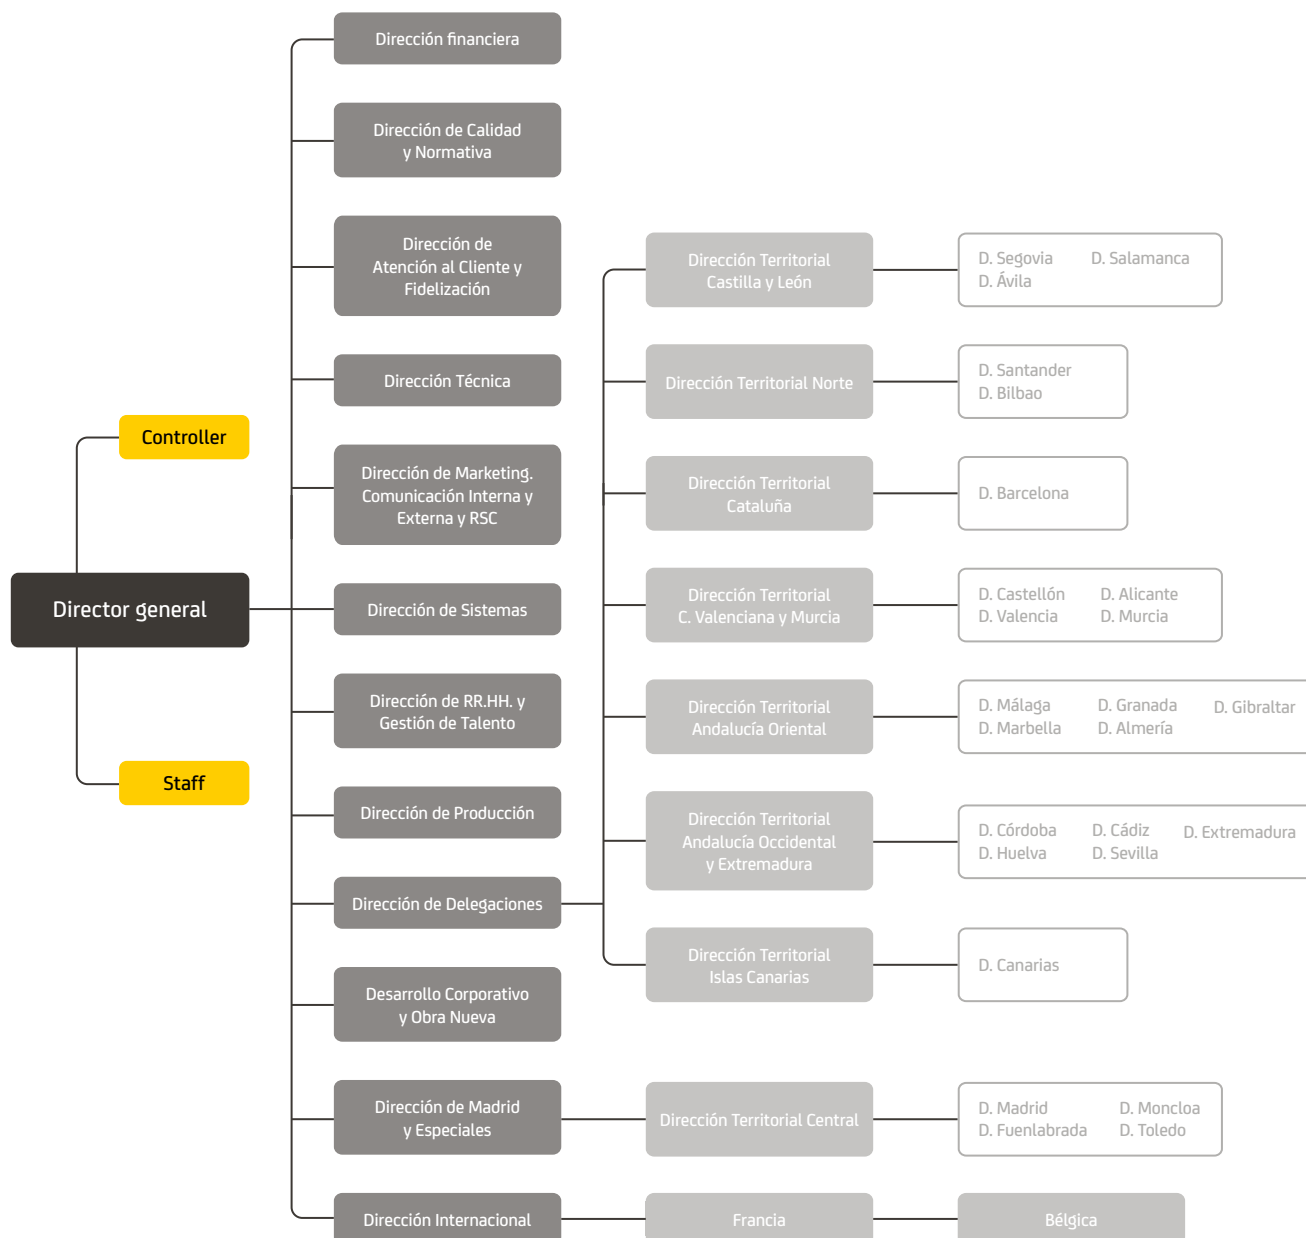 Dirección financiera
Dirección de Calidad
y Normativa
Dirección de
Atención al Cliente y
Fidelización
Dirección Técnica
Dirección de Marketing.
Comunicación Interna y
Externa y RSC
Dirección de Sistemas
Dirección de RR.HH. y
Gestión de Talento
Dirección de Producción
Dirección de Delegaciones
Desarrollo Corporativo
y Obra Nueva
Dirección de Madrid
y Especiales
Dirección Internacional
Controller
Director general
Staff
Dirección Territorial
Castilla y León
D. Segovia D. Salamanca
D. Ávila
Dirección Territorial Norte
D. Santander
D. Bilbao
Dirección Territorial
Cataluña
D. Barcelona
Dirección Territorial
C. Valenciana y Murcia
D. Castellón D. Alicante
D. Valencia D. Murcia
Dirección Territorial
Andalucía Oriental
D. Málaga D. Granada D. Gibraltar
D. Marbella D. Almería
Dirección Territorial
Andalucía Occidental
y Extremadura
D. Córdoba D. Cádiz D. Extremadura
D. Huelva D. Sevilla
Dirección Territorial
Islas Canarias
D. Canarias
Dirección Territorial Central
D. Madrid D. Moncloa
D. Fuenlabrada D. Toledo
Francia
Bélgica